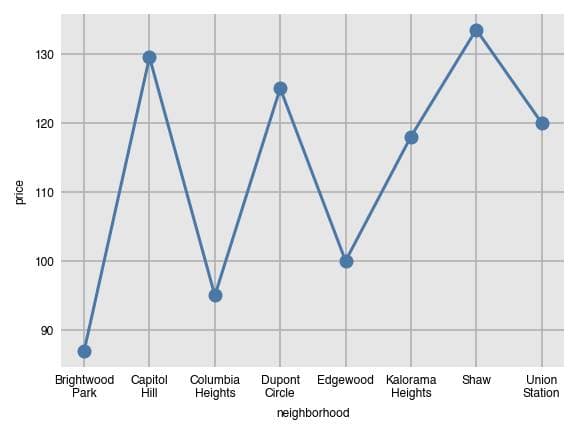 130
120
110
100
90
price
Brightwood Park
Capitol Hill
Columbia Heights
Dupont Circle
Edgewood
Kalorama Heights
Shaw
Union Station
neighborhood